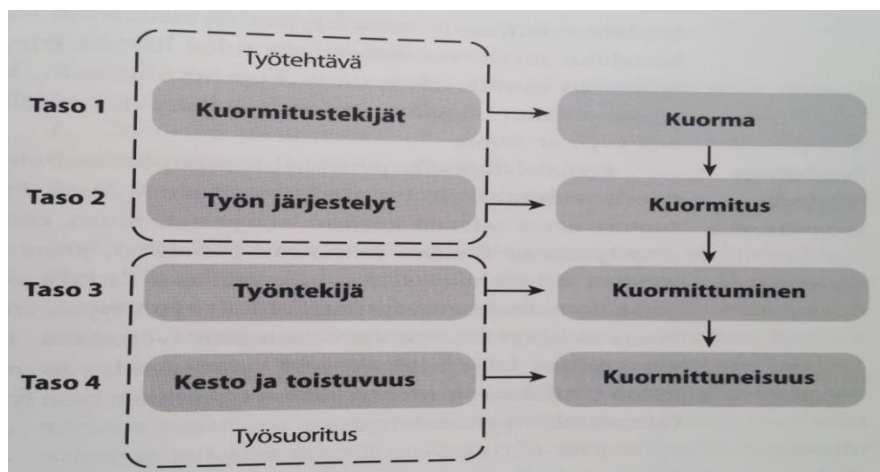 Työtehtävä
Taso 1 Kuormitustekijät Kuorma
Taso 2 Työn järjestelyt Kuormitus
Taso 3 Työntekijä Kuormittuminen
Taso 4 Kesto ja toistuvuus Kuormittuneisuus
Työsuoritus